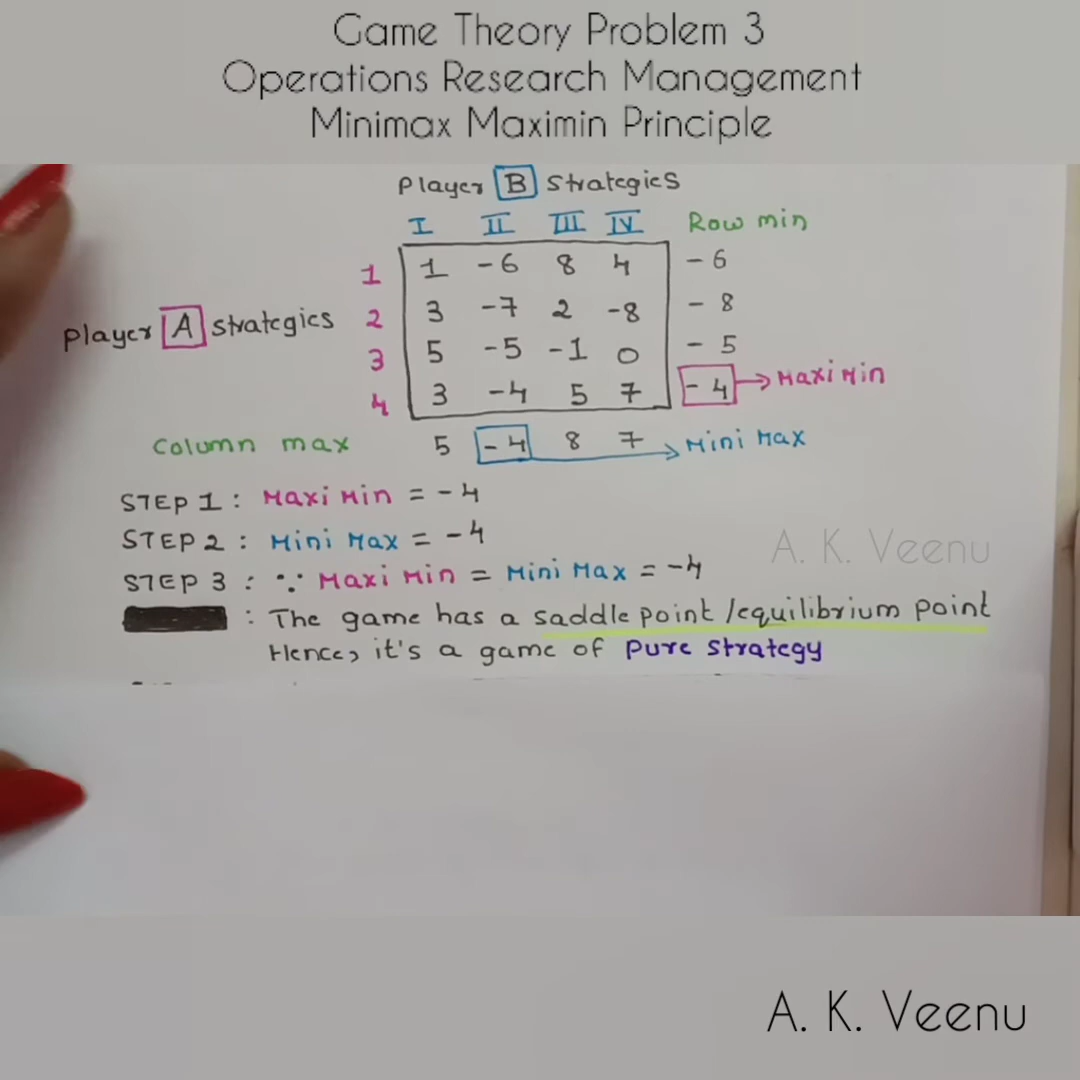 Game Theory Problem 3
Operations Research Management
Minimax Maximin Principle
Player B Strategies
I II III IV Row min
1 1 -6 8 4 -6
2 3 -7 2 -8 -8
Player A Strategies
3 5 -5 -1 0 -5
4 3 -4 5 7 -4 → Maxi Min
Column max 5 -4 8 7 → Mini Max
STEP 1 : Maxi Min = -4
STEP 2 : Mini Max = -4
A. K. Veenu
STEP 3 : ∵ Maxi Min = Mini Max = -4
: The game has a saddle point /equilibrium point
Hence, it's a game of Pure Strategy
A. K. Veenu